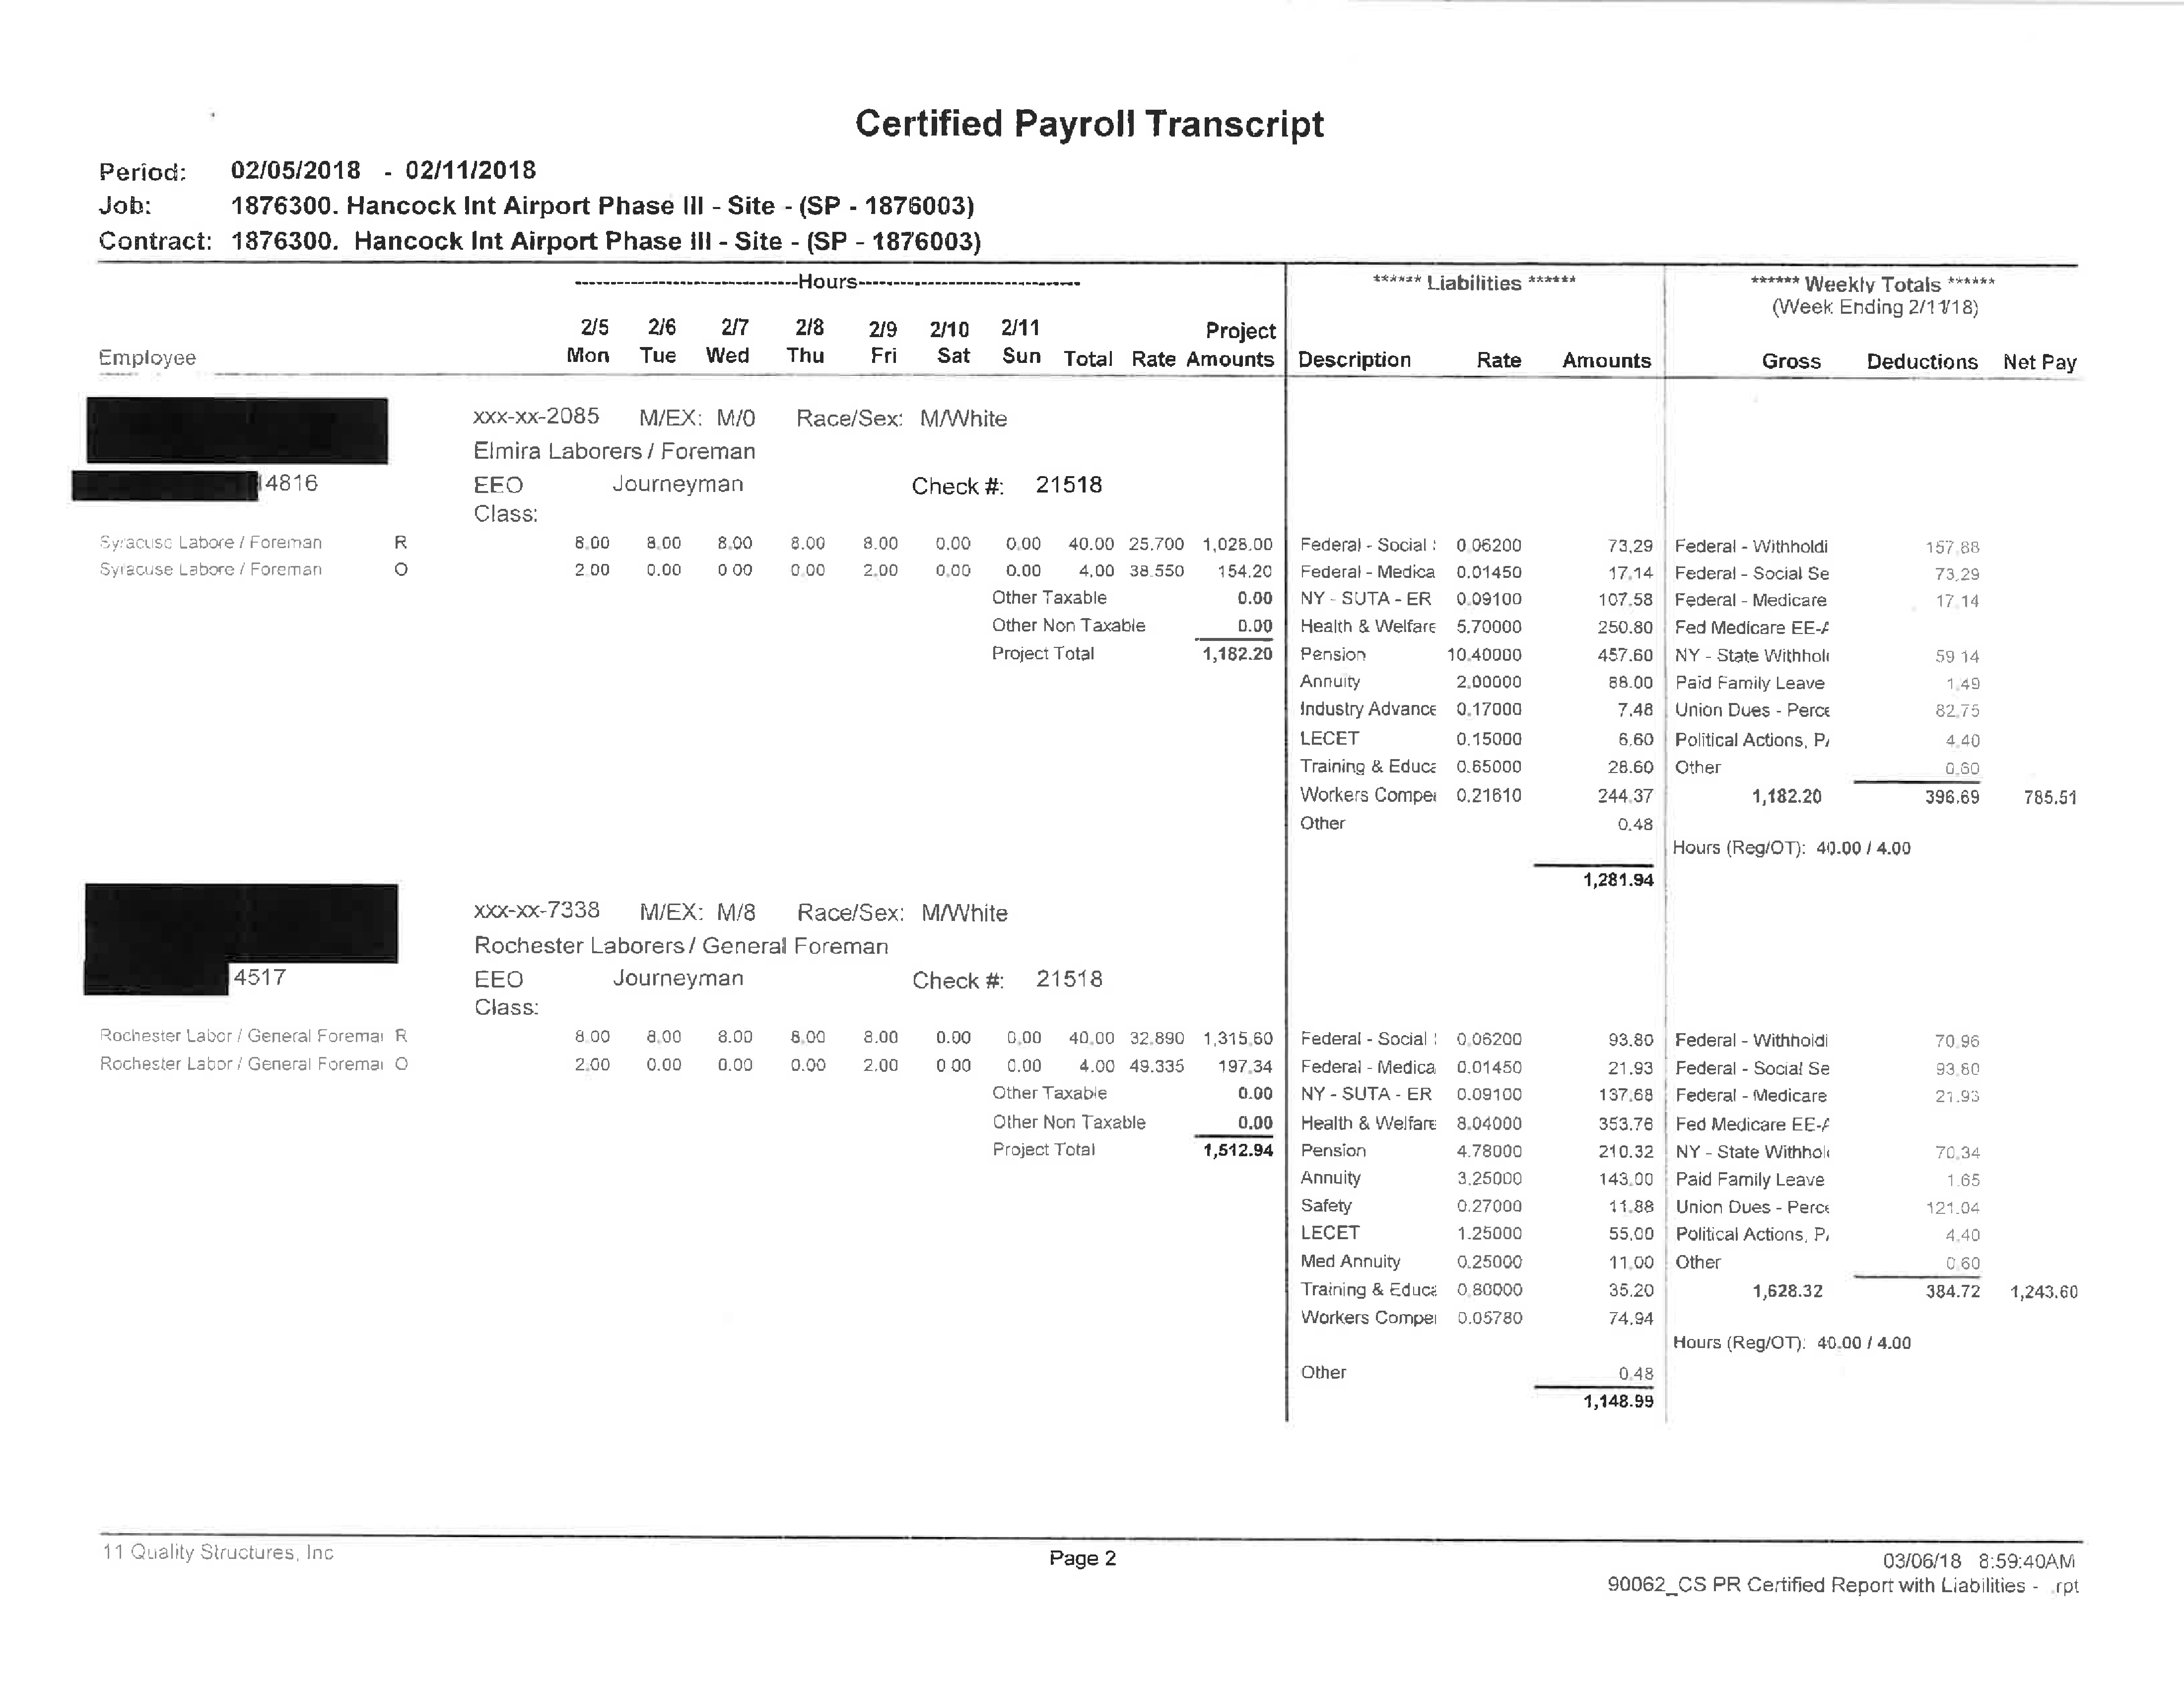 Certified Payroll Transcript
Period: 02/05/2018 - 02/11/2018
Job: 1876300. Hancock Int Airport Phase III - Site - (SP - 1876003)
Contract: 1876300. Hancock Int Airport Phase III - Site - (SP - 1876003)
-------------------------------Hours-------------------------------- ****** Liabilities ****** ****** Weekly Totals ******
(Week Ending 2/11/18)
2/5 2/6 2/7 2/8 2/9 2/10 2/11 Project
Employee Mon Tue Wed Thu Fri Sat Sun Total Rate Amounts Description Rate Amounts Gross Deductions Net Pay
xxx-xx-2085 M/EX: M/0 Race/Sex: M/White
Elmira Laborers / Foreman
4816 EEO Journeyman Check #: 21518
Class:
Syracuse Labore / Foreman R 8.00 8.00 8.00 8.00 8.00 0.00 0.00 40.00 25.700 1,028.00 Federal - Social : 0.06200 73.29 Federal - Withholdi 157.88
Syracuse Labore / Foreman O 2.00 0.00 0.00 0.00 2.00 0.00 0.00 4.00 38.550 154.20 Federal - Medica 0.01450 17.14 Federal - Social Se 73.29
Other Taxable 0.00 NY - SUTA - ER 0.09100 107.58 Federal - Medicare 17.14
Other Non Taxable 0.00 Health & Welfare 5.70000 250.80 Fed Medicare EE-A
Project Total 1,182.20 Pension 10.40000 457.60 NY - State Withhol 59.14
Annuity 2.00000 88.00 Paid Family Leave 1.49
Industry Advance 0.17000 7.48 Union Dues - Perce 82.75
LECET 0.15000 6.60 Political Actions, P 4.40
Training & Educa 0.65000 28.60 Other 0.60
Workers Compe 0.21610 244.37 1,182.20 396.69 785.51
Other 0.48
Hours (Reg/OT): 40.00 / 4.00
1,281.94
xxx-xx-7338 M/EX: M/8 Race/Sex: M/White
Rochester Laborers / General Foreman
4517 EEO Journeyman Check #: 21518
Class:
Rochester Labor / General Forema R 8.00 8.00 8.00 8.00 8.00 0.00 0.00 40.00 32.890 1,315.60 Federal - Social 0.06200 93.80 Federal - Withholdi 70.96
Rochester Labor / General Forema O 2.00 0.00 0.00 0.00 2.00 0.00 0.00 4.00 49.335 197.34 Federal - Medica 0.01450 21.93 Federal - Social Se 93.80
Other Taxable 0.00 NY - SUTA - ER 0.09100 137.68 Federal - Medicare 21.93
Other Non Taxable 0.00 Health & Welfare 8.04000 353.76 Fed Medicare EE-A
Project Total 1,512.94 Pension 4.78000 210.32 NY - State Withhol 70.34
Annuity 3.25000 143.00 Paid Family Leave 1.65
Safety 0.27000 11.88 Union Dues - Perce 121.04
LECET 1.25000 55.00 Political Actions, P 4.40
Med Annuity 0.25000 11.00 Other 0.60
Training & Educa 0.80000 35.20 1,628.32 384.72 1,243.60
Workers Compe 0.05780 74.94
Hours (Reg/OT): 40.00 / 4.00
Other 0.48
1,148.99
11 Quality Structures, Inc Page 2 03/06/18 8:59:40AM
90062_CS PR Certified Report with Liabilities - .rpt